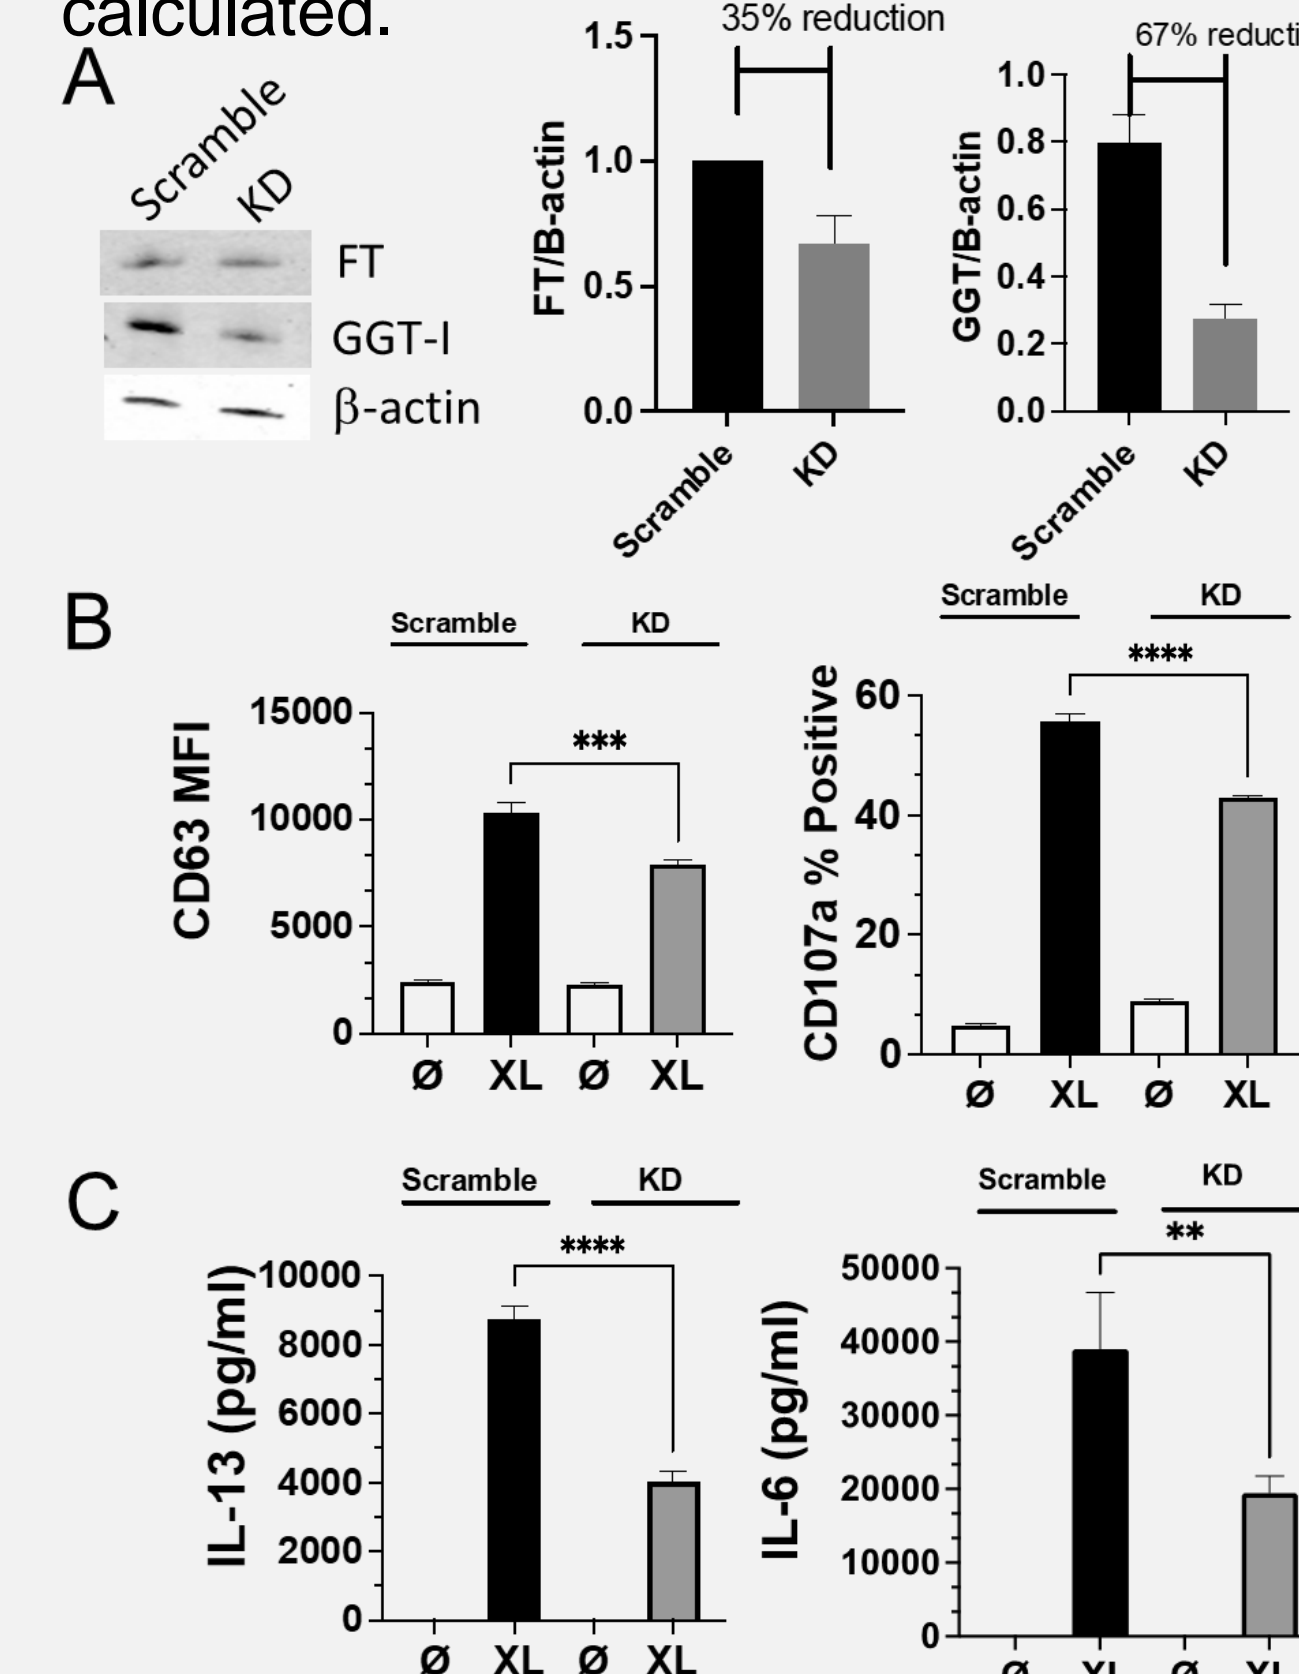 calculated.
A
Scramble
KD
FT
GGT-I
β-actin
35% reduction
FT/B-actin
1.5
1.0
0.5
0.0
Scramble
KD
67% reducti
GGT/B-actin
1.0
0.8
0.6
0.4
0.2
0.0
Scramble
KD
B
Scramble
KD
***
CD63 MFI
15000
10000
5000
0
Ø XL Ø XL
Scramble
KD
****
CD107a % Positive
60
40
20
0
Ø XL Ø XL
C
Scramble
KD
****
IL-13 (pg/ml)
10000
8000
6000
4000
2000
0
Ø XL Ø XL
Scramble
KD
**
IL-6 (pg/ml)
50000
40000
30000
20000
10000
0
Ø XL Ø XL